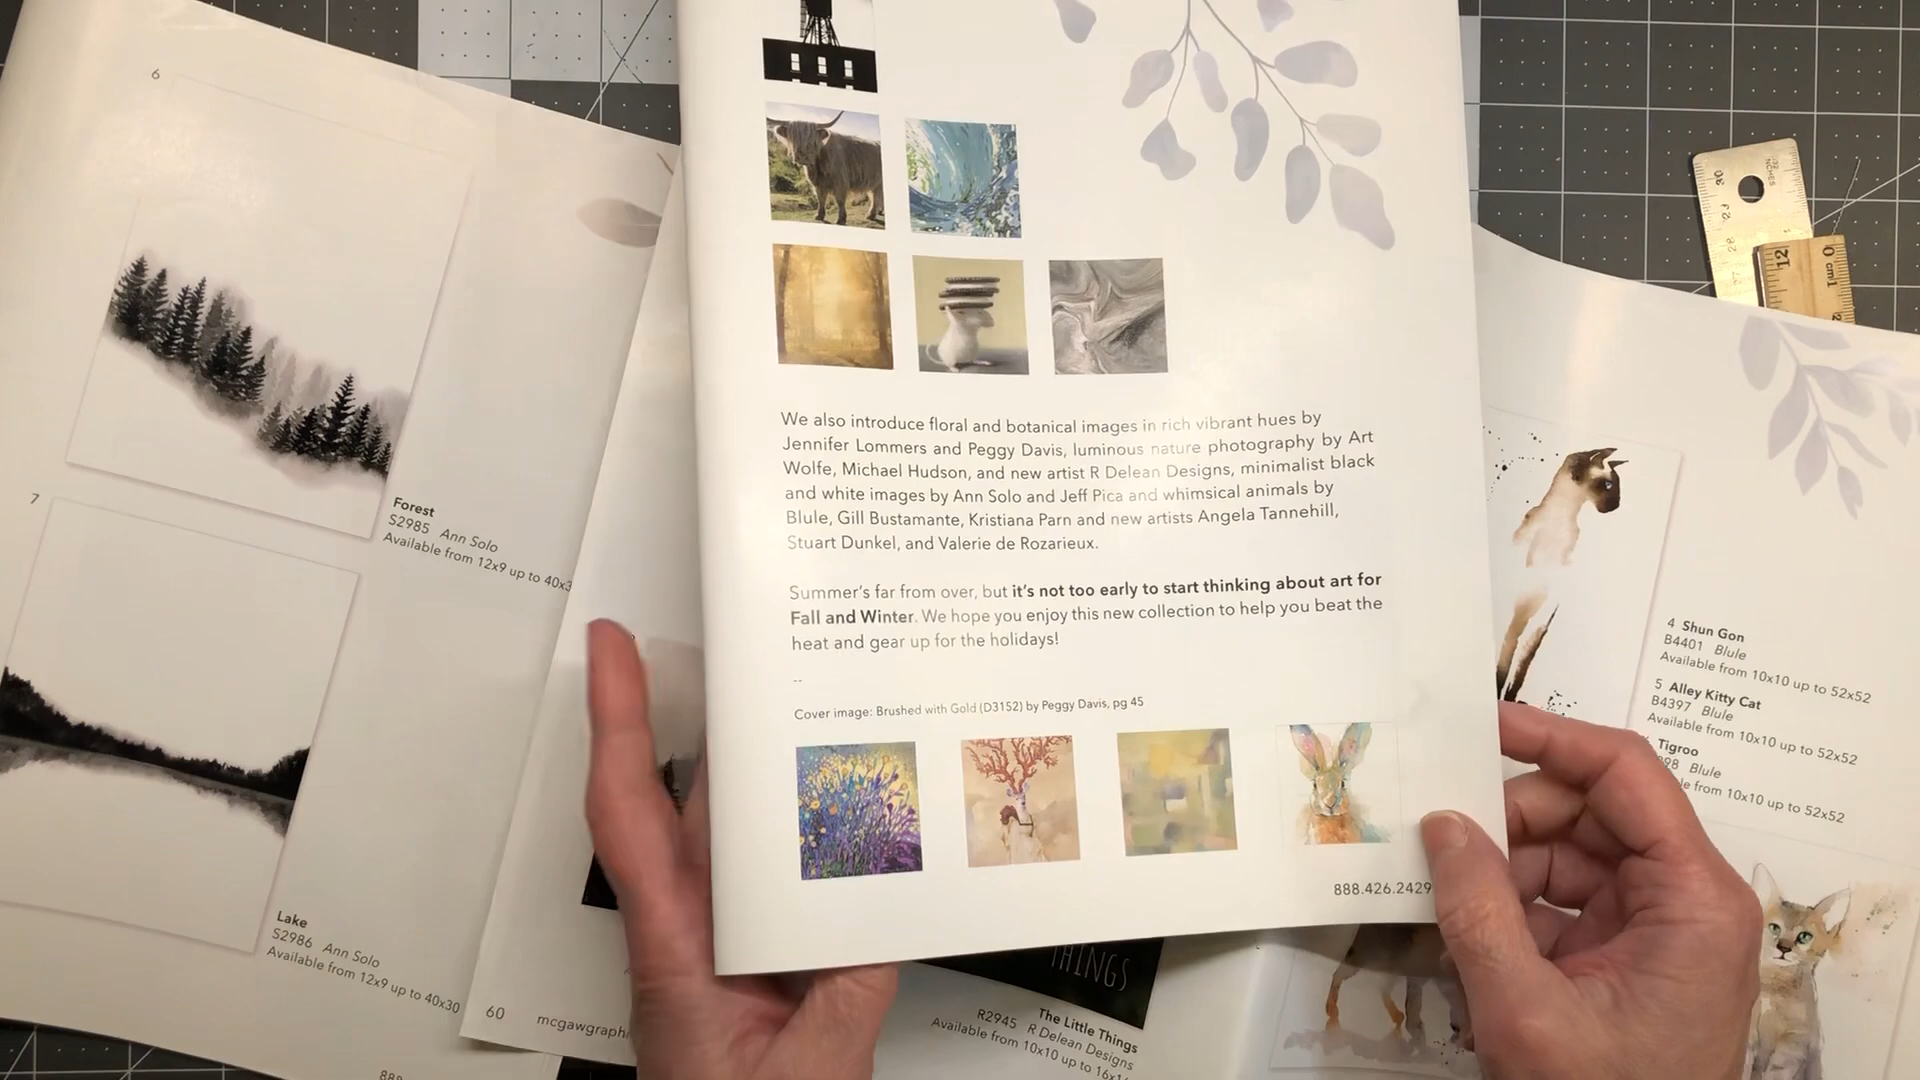 6
Forest
S2985 Ann Solo
Available from 12x9 up to
7
Lake
S2986 Ann Solo
Available from 12x9 up to 40x30
60
We also introduce floral and botanical images in rich vibrant hues by
Jennifer Lommers and Peggy Davis, luminous nature photography by Art
Wolfe, Michael Hudson, and new artist R Delean Designs, minimalist black
and white images by Ann Solo and Jeff Pica and whimsical animals by
Blule, Gill Bustamante, Kristiana Parn and new artists Angela Tannehill,
Stuart Dunkel, and Valerie de Rozarieux.
Summer's far from over, but it's not too early to start thinking about art for
Fall and Winter. We hope you enjoy this new collection to help you beat the
heat and gear up for the holidays!
--
Cover image: Brushed with Gold (D3152) by Peggy Davis, pg 45
888.426.2429
THINGS
The Little Things
R2945 R Delean Designs
Available from 10x10 up to
4 Shun Gon
B4401 Blule
Available from 10x10 up to 52x52
5 Alley Kitty Cat
B4397 Blule
Available from 10x10 up to 52x52
Tigroo
Blule
from 10x10 up to 52x52
30
29
28
INCHES
12
0
cm1
2